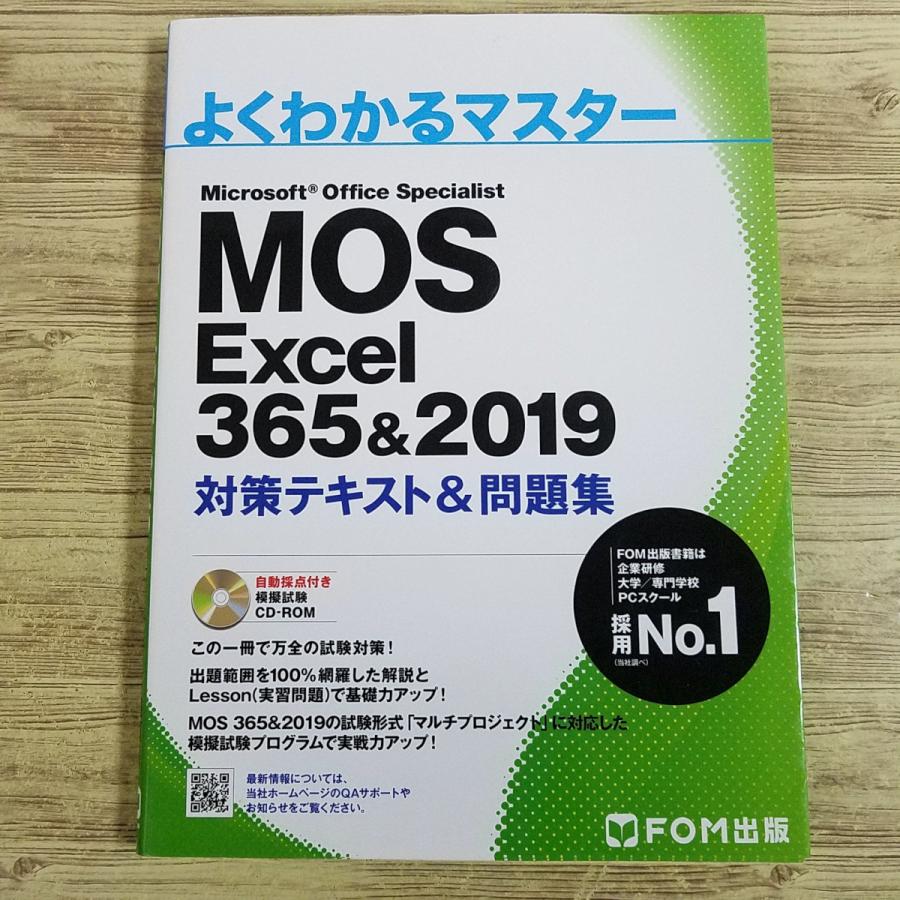 よくわかるマスター
Microsoft® Office Specialist
MOS
Excel
365&2019
対策テキスト&問題集
自動採点付き
模擬試験
CD-ROM
FOM出版書籍は
企業研修
大学/専門学校
PCスクール
採用No.1
(当社調べ)
この一冊で万全の試験対策!
出題範囲を100%網羅した解説と
Lesson(実習問題)で基礎力アップ!
MOS 365&2019の試験形式「マルチプロジェクト」に対応した
模擬試験プログラムで実戦力アップ!
最新情報については、
当社ホームページのQAサポートや
お知らせをご覧ください。
FOM出版